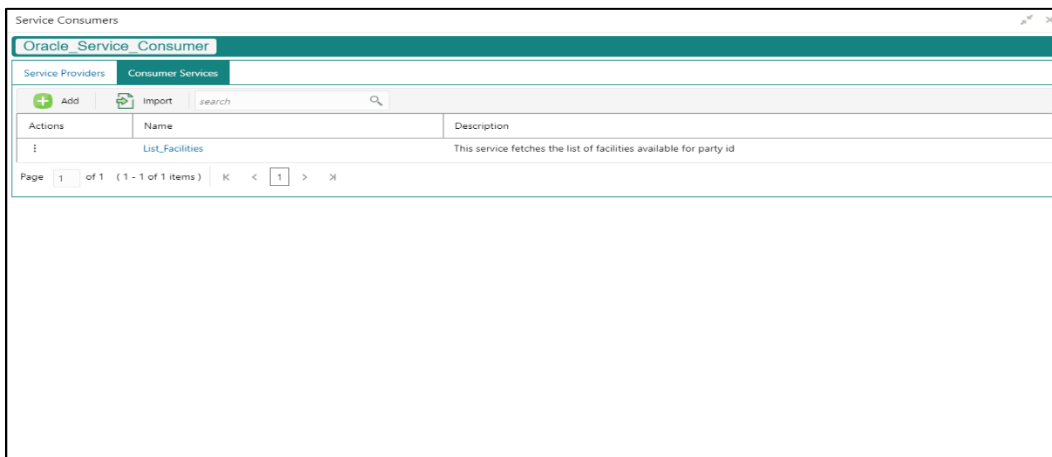 Service Consumers
Oracle_Service_Consumer
Service Providers Consumer Services
Add Import search
Actions Name Description
List_Facilities This service fetches the list of facilities available for party id
Page 1 of 1 (1 - 1 of 1 items) K < 1 > Ж